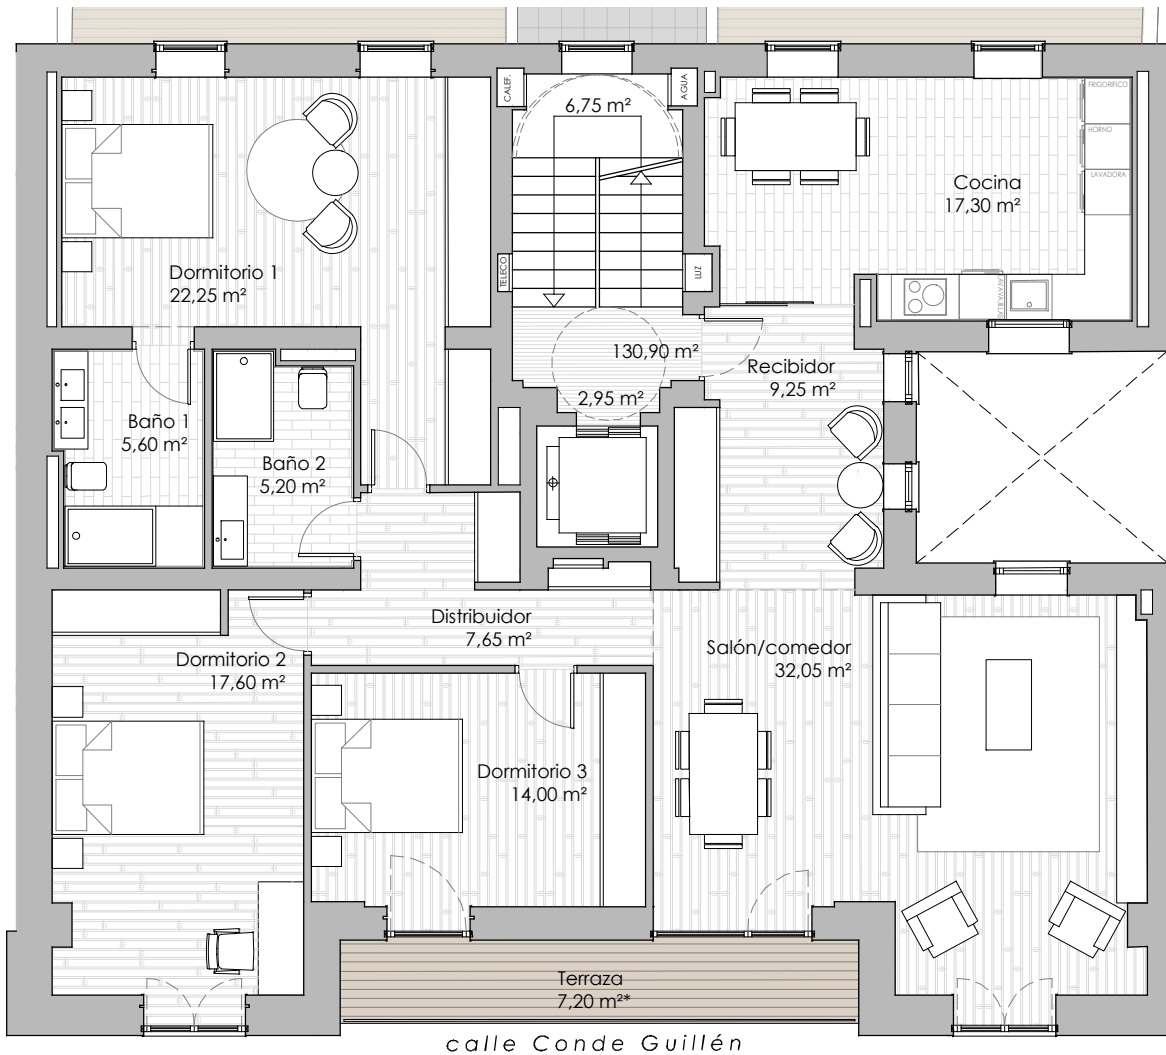 CALEF.
6,75 m²
AGUA
FRIGORIFICO
HORNO
LAVADORA
Cocina
17,30 m²
Dormitorio 1
22,25 m²
TELECO
LUZ
LAVAVAJILLAS
130,90 m²
Recibidor
9,25 m²
2,95 m²
Baño 1
5,60 m²
Baño 2
5,20 m²
Distribuidor
7,65 m²
Salón/comedor
32,05 m²
Dormitorio 2
17,60 m²
Dormitorio 3
14,00 m²
Terraza
7,20 m²*
calle Conde Guillén